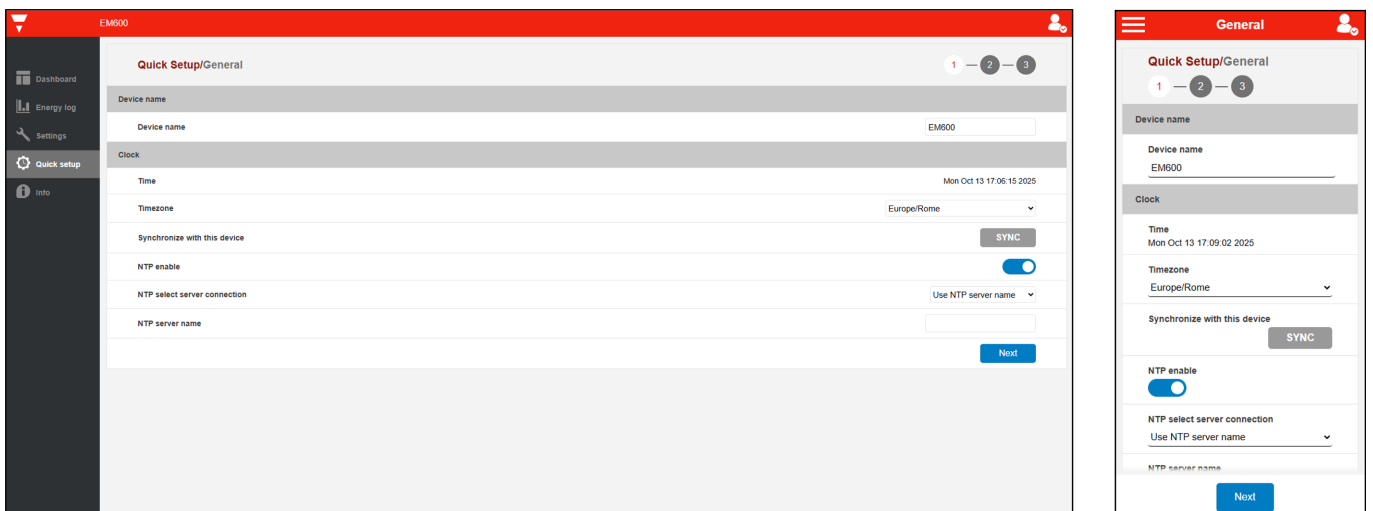 EM600
Dashboard
Energy log
Settings
Quick setup
Info
Quick Setup/General
1 2 3
Device name
Device name EM600
Clock
Time Mon Oct 13 17:06:15 2025
Timezone Europe/Rome
Synchronize with this device SYNC
NTP enable
NTP select server connection Use NTP server name
NTP server name
Next
General
Quick Setup/General
1 2 3
Device name
Device name
EM600
Clock
Time
Mon Oct 13 17:09:02 2025
Timezone
Europe/Rome
Synchronize with this device
SYNC
NTP enable
NTP select server connection
Use NTP server name
NTP server name
Next